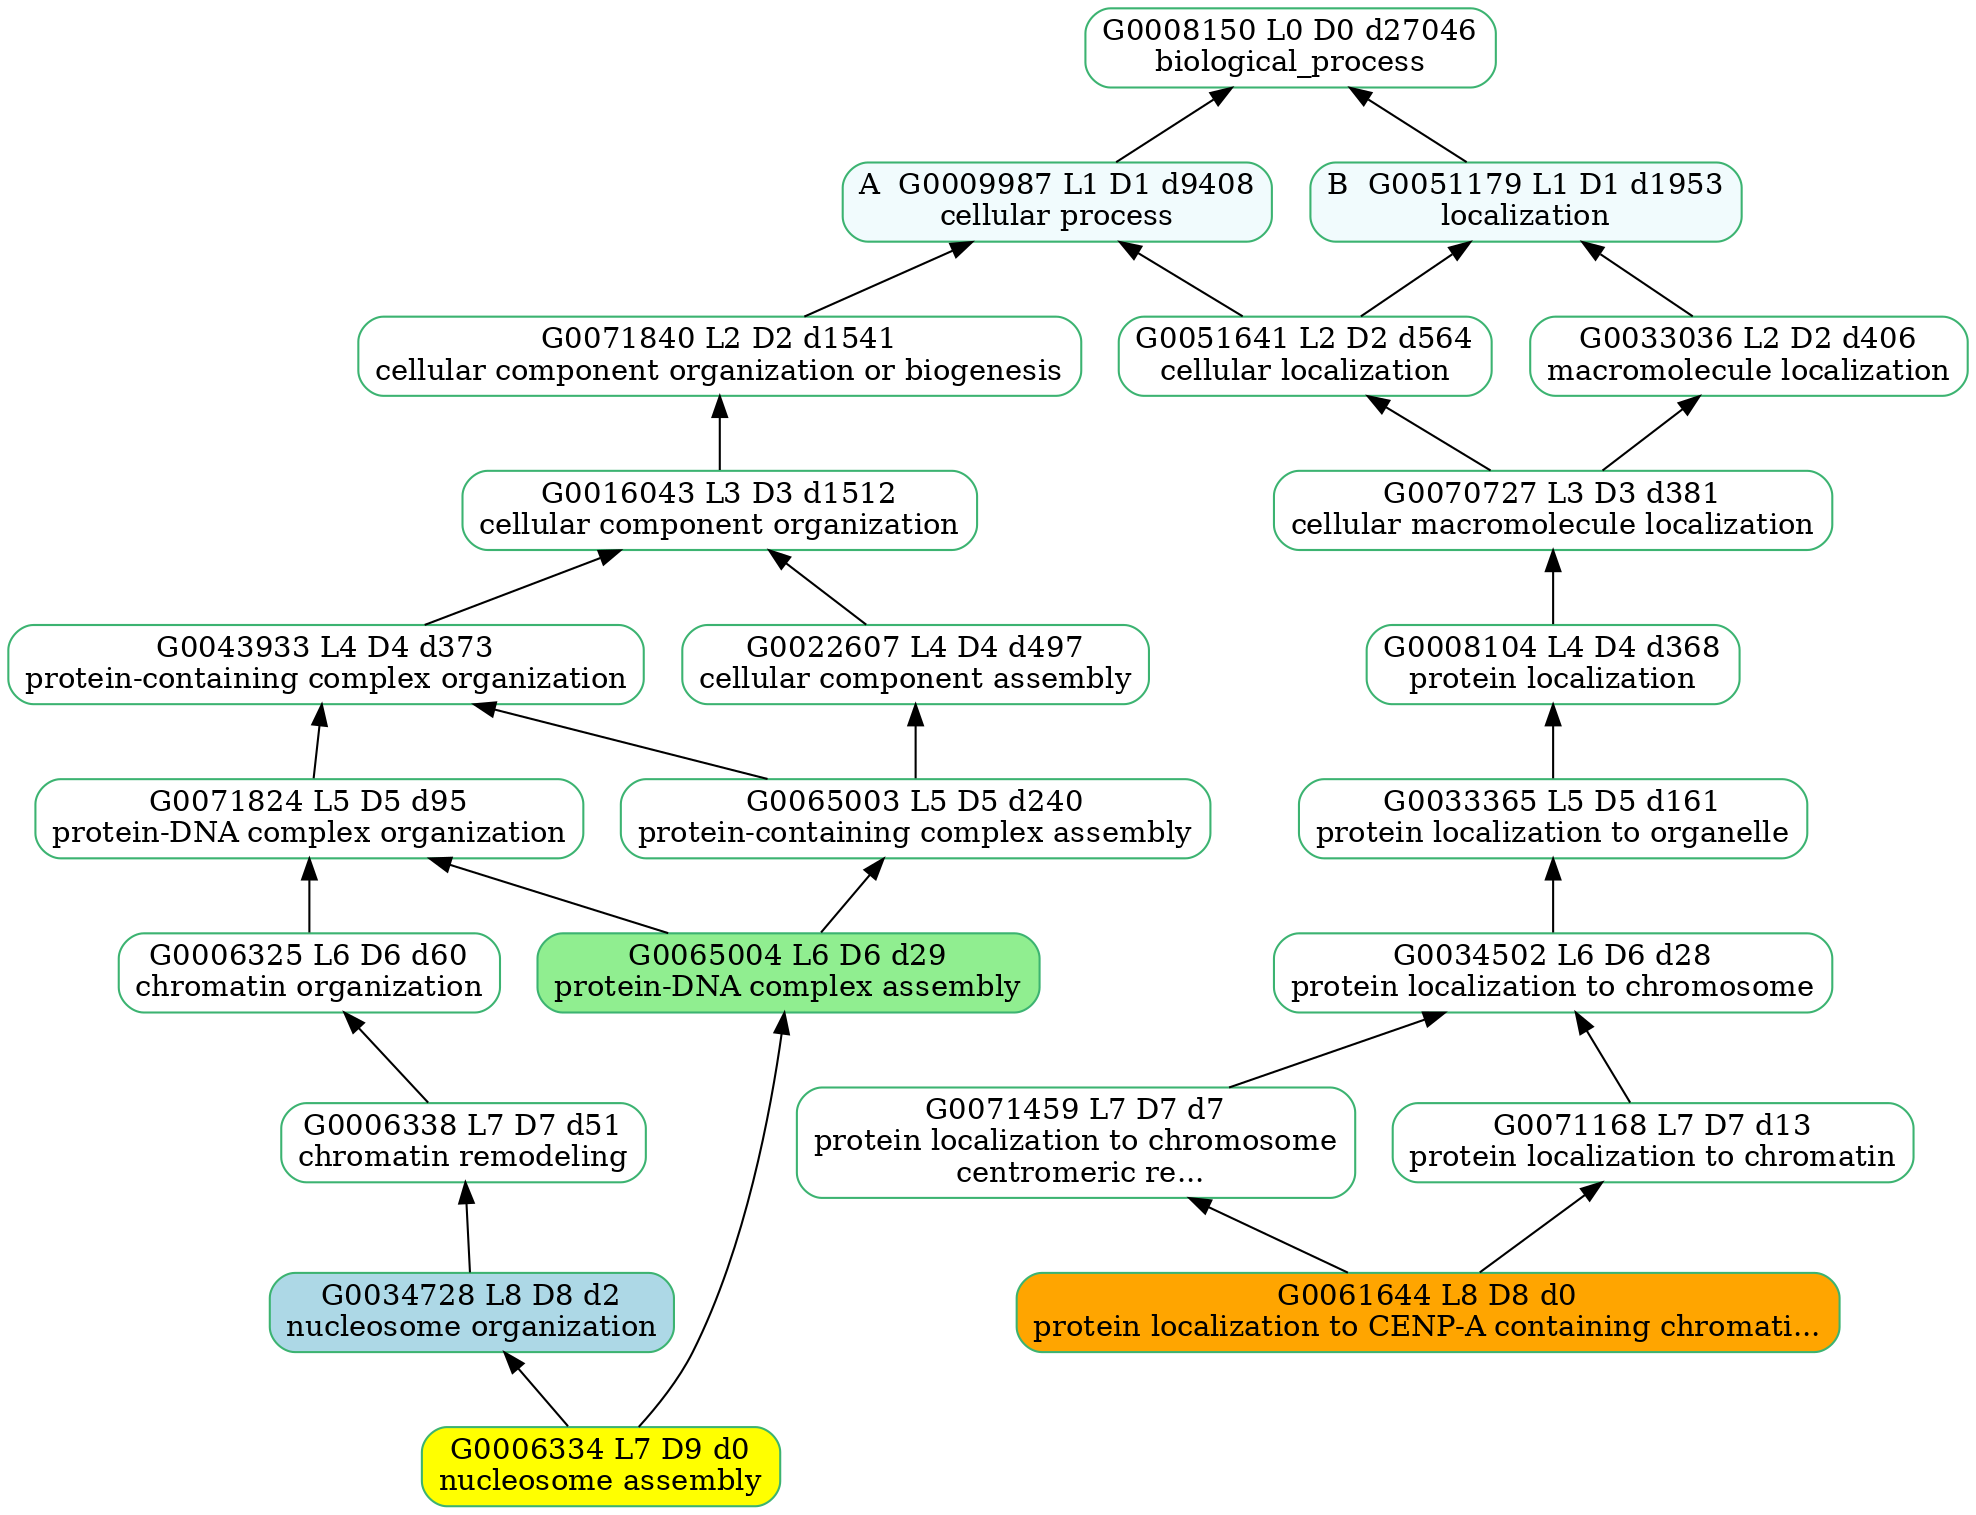 G0008150 L0 D0 d27046
biological_process
A  G0009987 L1 D1 d9408
cellular process
B  G0051179 L1 D1 d1953
localization
G0071840 L2 D2 d1541
cellular component organization or biogenesis
G0051641 L2 D2 d564
cellular localization
G0033036 L2 D2 d406
macromolecule localization
G0016043 L3 D3 d1512
cellular component organization
G0070727 L3 D3 d381
cellular macromolecule localization
G0043933 L4 D4 d373
protein-containing complex organization
G0022607 L4 D4 d497
cellular component assembly
G0008104 L4 D4 d368
protein localization
G0071824 L5 D5 d95
protein-DNA complex organization
G0065003 L5 D5 d240
protein-containing complex assembly
G0033365 L5 D5 d161
protein localization to organelle
G0006325 L6 D6 d60
chromatin organization
G0065004 L6 D6 d29
protein-DNA complex assembly
G0034502 L6 D6 d28
protein localization to chromosome
G0006338 L7 D7 d51
chromatin remodeling
G0071459 L7 D7 d7
protein localization to chromosome
centromeric re...
G0071168 L7 D7 d13
protein localization to chromatin
G0034728 L8 D8 d2
nucleosome organization
G0061644 L8 D8 d0
protein localization to CENP-A containing chromati...
G0006334 L7 D9 d0
nucleosome assembly